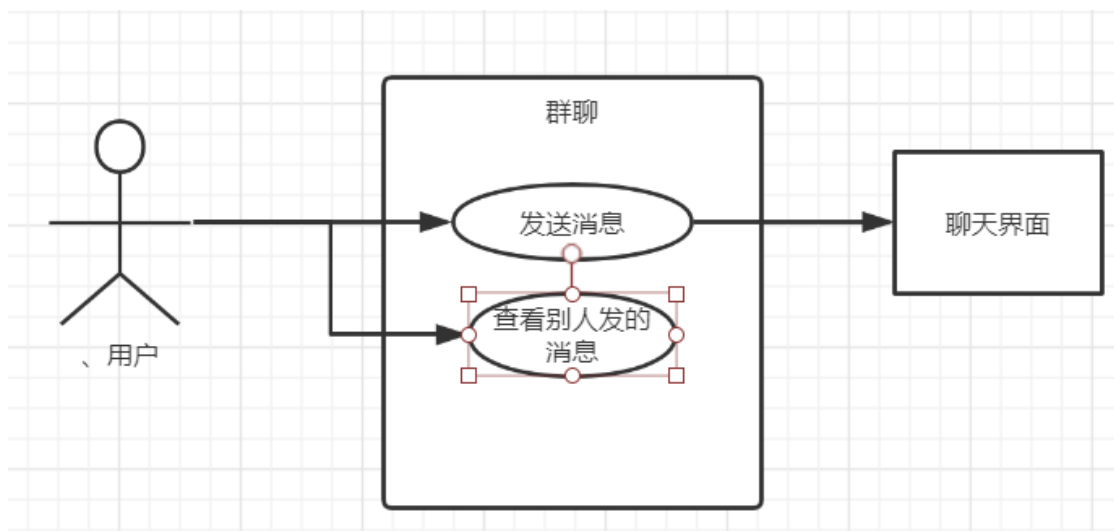 群聊
发送消息
聊天界面
查看别人发的
消息
、用户